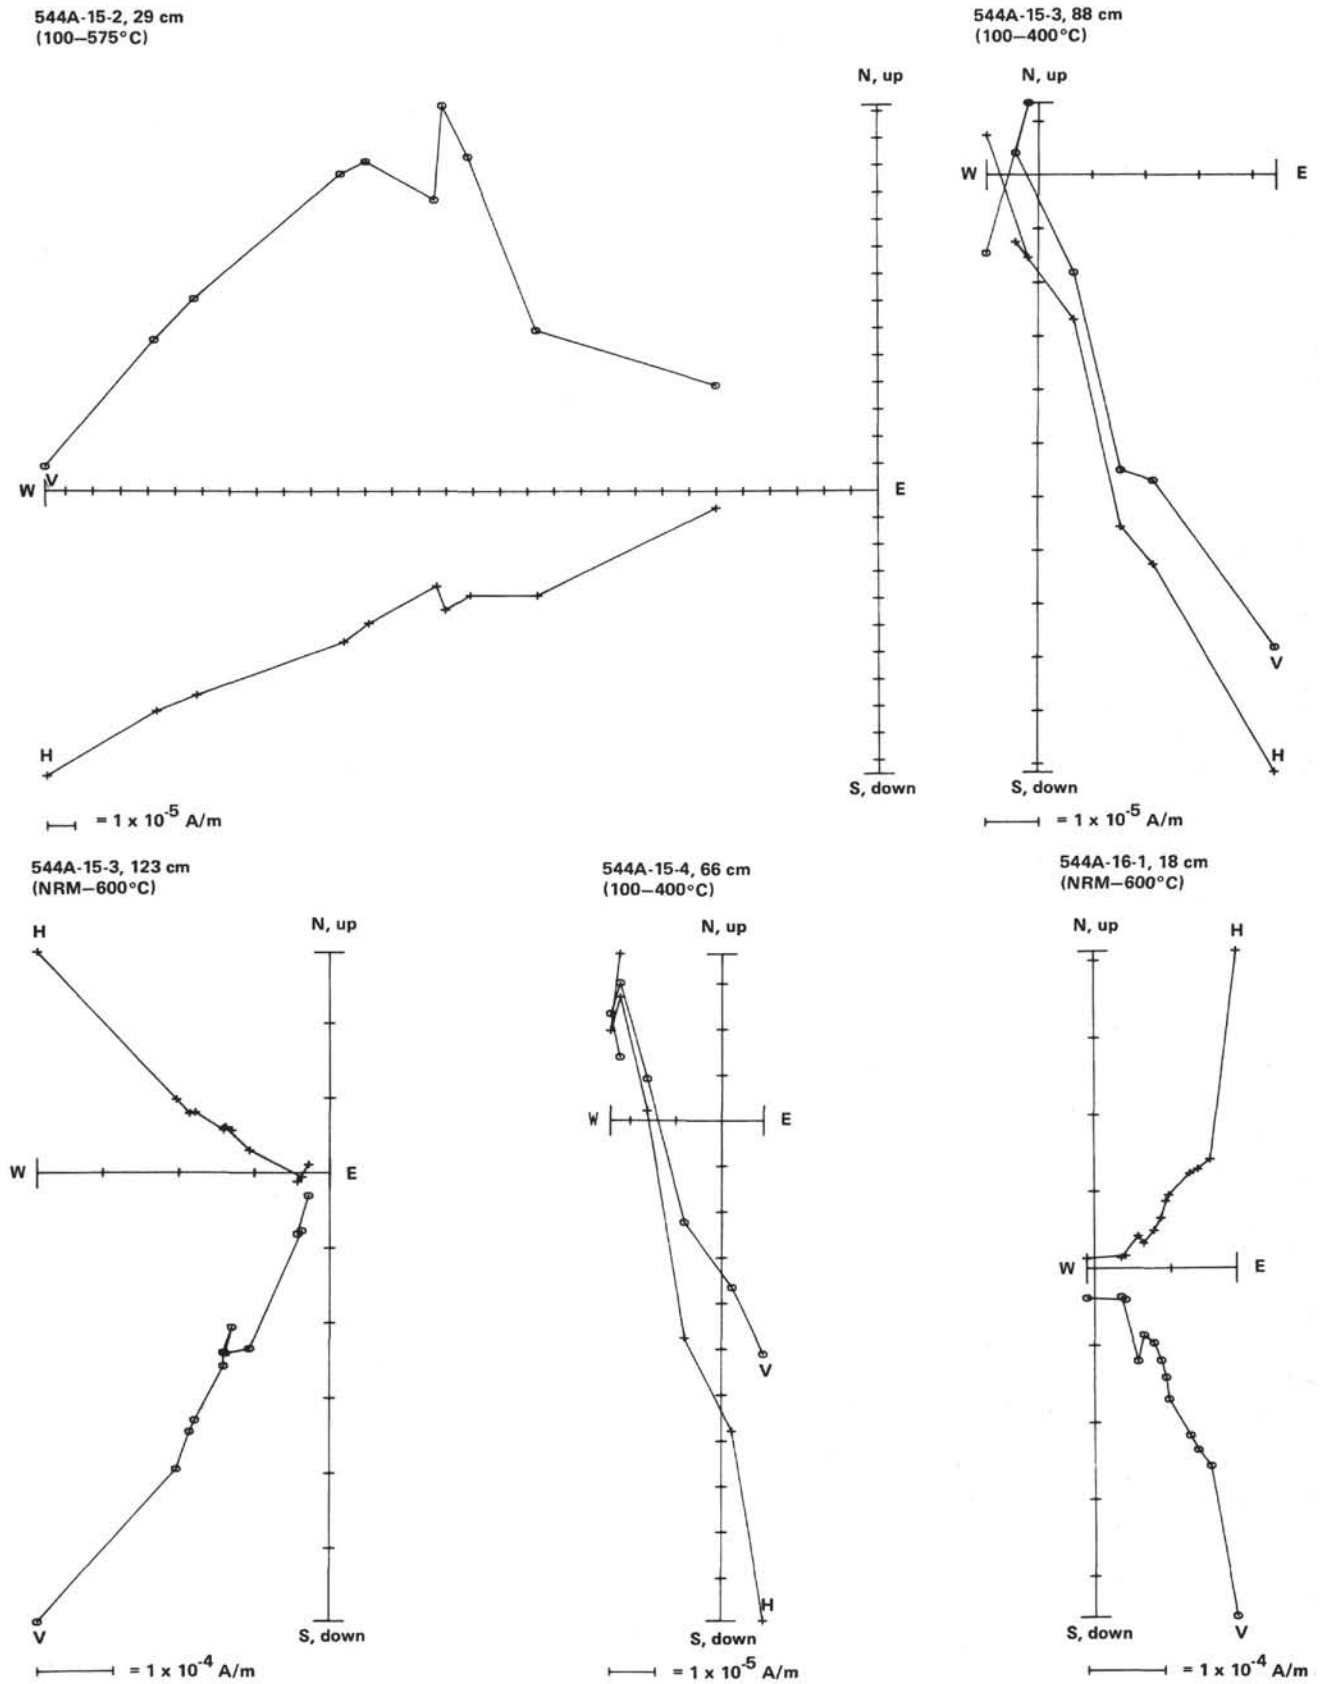 544A-15-2, 29 cm
(100–575°C)
N, up
V
W
E
H
S, down
= 1 x 10-5 A/m
544A-15-3, 88 cm
(100–400°C)
N, up
W
E
V
H
S, down
= 1 x 10-5 A/m
544A-15-3, 123 cm
(NRM–600°C)
H
N, up
W
E
V
S, down
= 1 x 10-4 A/m
544A-15-4, 66 cm
(100–400°C)
N, up
W
E
V
H
S, down
= 1 x 10-5 A/m
544A-16-1, 18 cm
(NRM–600°C)
N, up
H
W
E
S, down
V
= 1 x 10-4 A/m